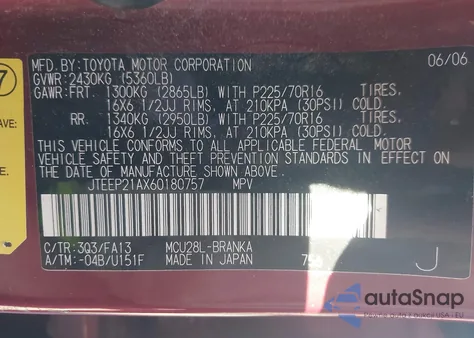 MFD.BY:TOYOTA MOTOR CORPORATION 06/06
GVWR:2430KG (5360LB)
GAWR:FRT 1300KG (2865LB) WITH P225/70R16 TIRES,
16X6 1/2JJ RIMS, AT 210KPA (30PSI) COLD.
RR 1340KG (2950LB) WITH P225/70R16 TIRES,
16X6 1/2JJ RIMS, AT 210KPA (30PSI) COLD.
THIS VEHICLE CONFORMS TO ALL APPLICABLE FEDERAL MOTOR
VEHICLE SAFETY AND THEFT PREVENTION STANDARDS IN EFFECT ON
THE DATE OF MANUFACTURE SHOWN ABOVE.
JTEEP21AX60180757 MPV
C/TR:3Q3/FA13 MCU28L-BRANKA
A/TM:-04B/U151F MADE IN JAPAN J
7
AVE:
autoSnap